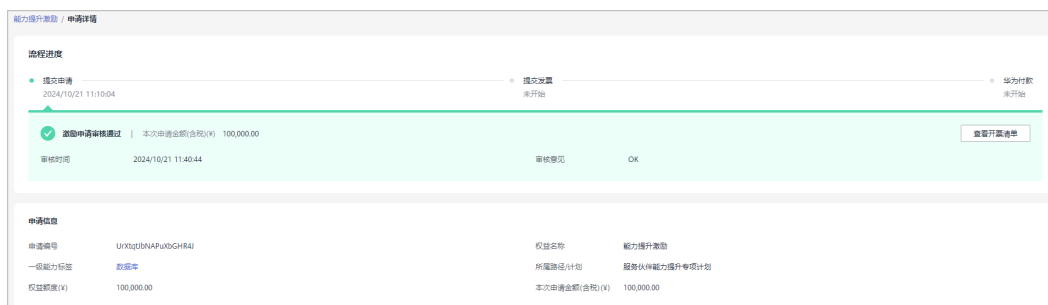 能力提升激励 / 申请详情
流程进度
提交申请 提交发票 华为付款
2024/10/21 11:10:04 未开始 未开始
激励申请审核通过 | 本次申请金额(含税)(¥) 100,000.00 查看开票清单
审核时间 2024/10/21 11:40:44 审核意见 OK
申请信息
申请编号 UrXtqtJbNAPuXbGHR4J 权益名称 能力提升激励
一级能力标签 数据库 所属路径/计划 服务伙伴能力提升专项计划
权益额度(¥) 100,000.00 本次申请金额(含税)(¥) 100,000.00